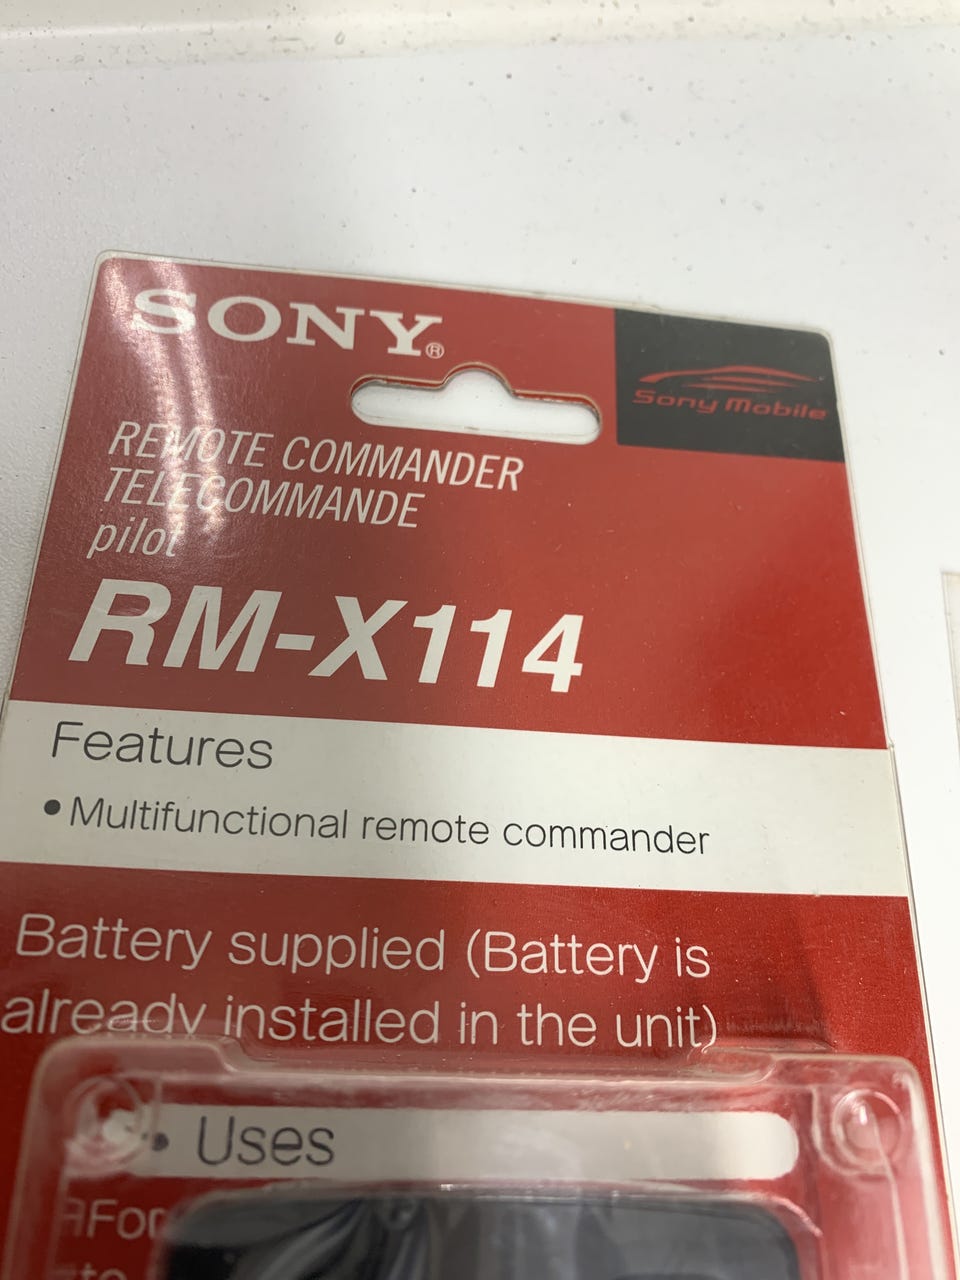 SONY®
Sony Mobile
REMOTE COMMANDER
TELECOMMANDE
pilot
RM-X114
Features
• Multifunctional remote commander
Battery supplied (Battery is
already installed in the unit)
• Uses
For